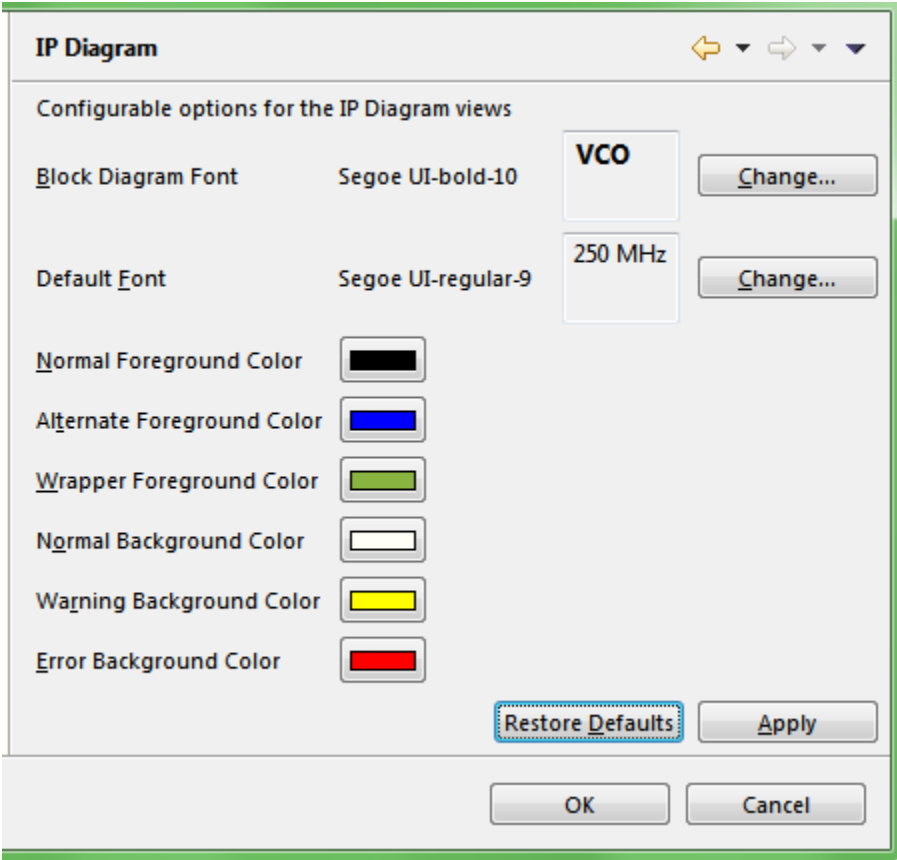 IP Diagram
Configurable options for the IP Diagram views
Block Diagram Font Segoe UI-bold-10 VCO Change...
Default Font Segoe UI-regular-9 250 MHz Change...
Normal Foreground Color
Alternate Foreground Color
Wrapper Foreground Color
Normal Background Color
Warning Background Color
Error Background Color
Restore Defaults Apply
OK Cancel